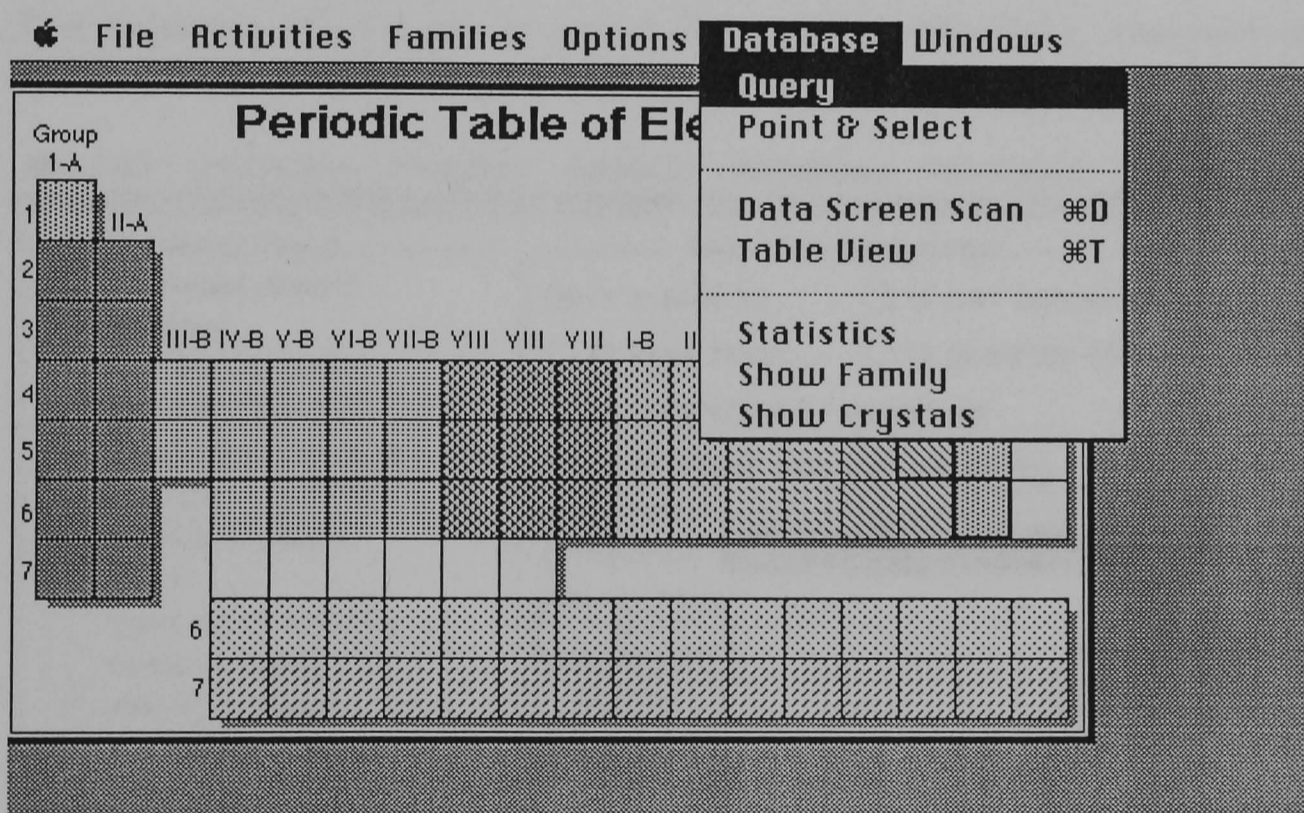 File Activities Families Options Database Windows
Query
Point & Select
Data Screen Scan ⌘D
Table View ⌘T
Statistics
Show Family
Show Crystals
Periodic Table of Ele
Group
1-A
II-A
III-B IV-B V-B VI-B VII-B VIII VIII VIII I-B II
1
2
3
4
5
6
7
6
7